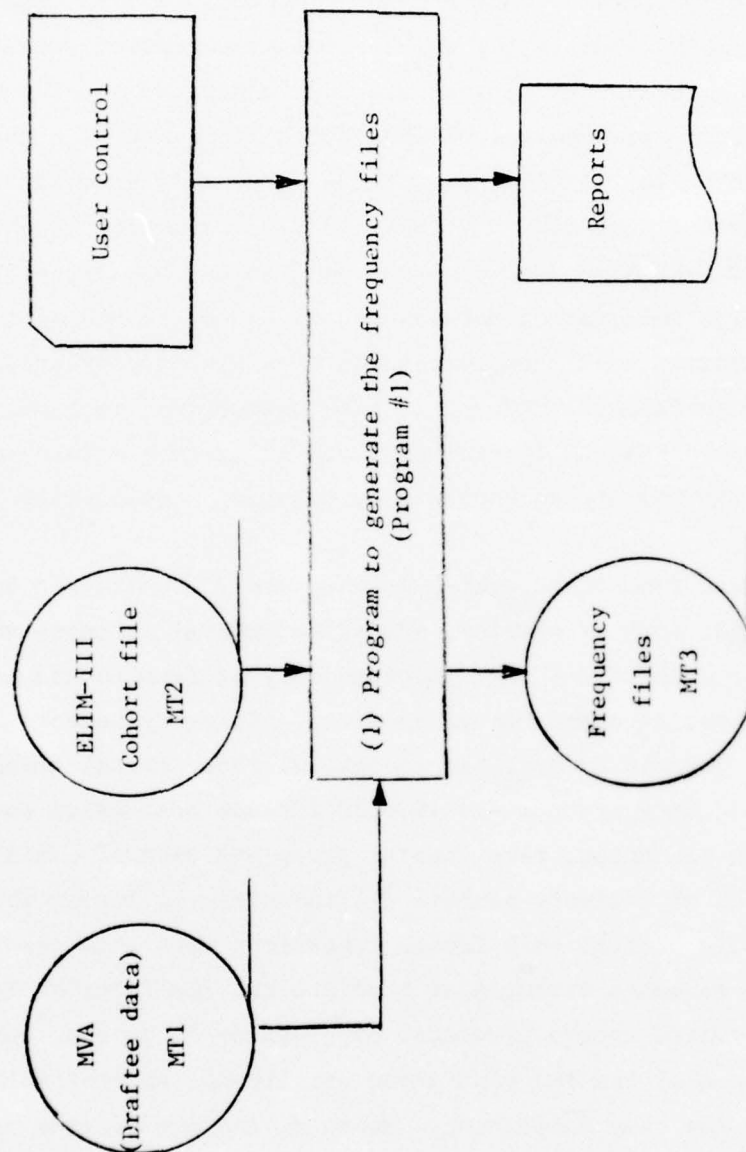 MVA
(Draftee data)
MT1
ELIM-III
Cohort file
MT2
User control
(1) Program to generate the frequency files
(Program #1)
Frequency
files
MT3
Reports